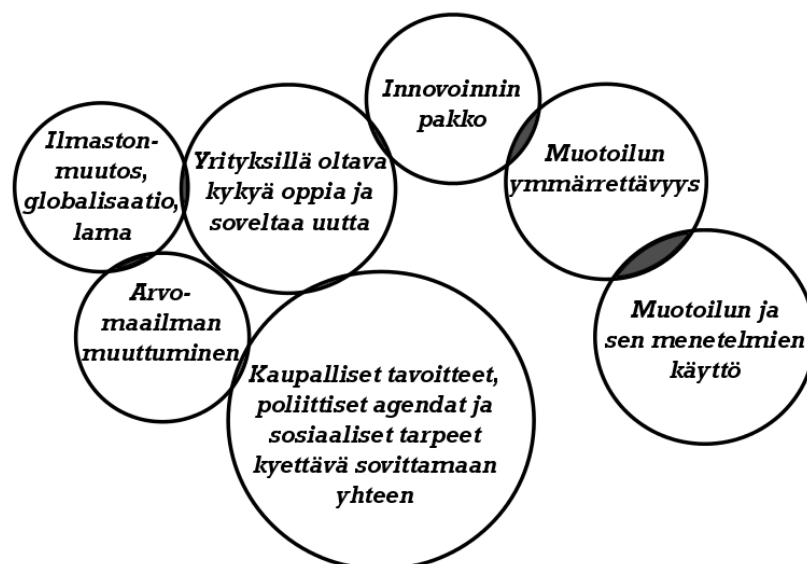 Ilmaston-
muutos,
globalisaatio,
lama
Yrityksillä oltava
kykyä oppia ja
soveltaa uutta
Innovoinnin
pakko
Muotoilun
ymmärrettävyys
Arvo-
maailman
muuttuminen
Kaupalliset tavoitteet,
poliittiset agendat ja
sosiaaliset tarpeet
kyettävä sovittamaan
yhteen
Muotoilun ja
sen menetelmien
käyttö